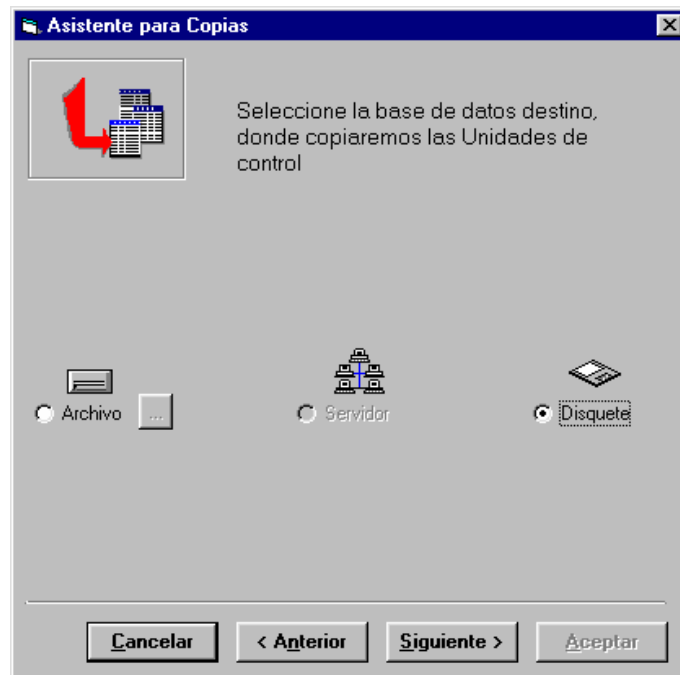 Asistente para Copias
Seleccione la base de datos destino,
donde copiaremos las Unidades de
control
Archivo ... Servidor Disquete
Cancelar < Anterior Siguiente > Aceptar